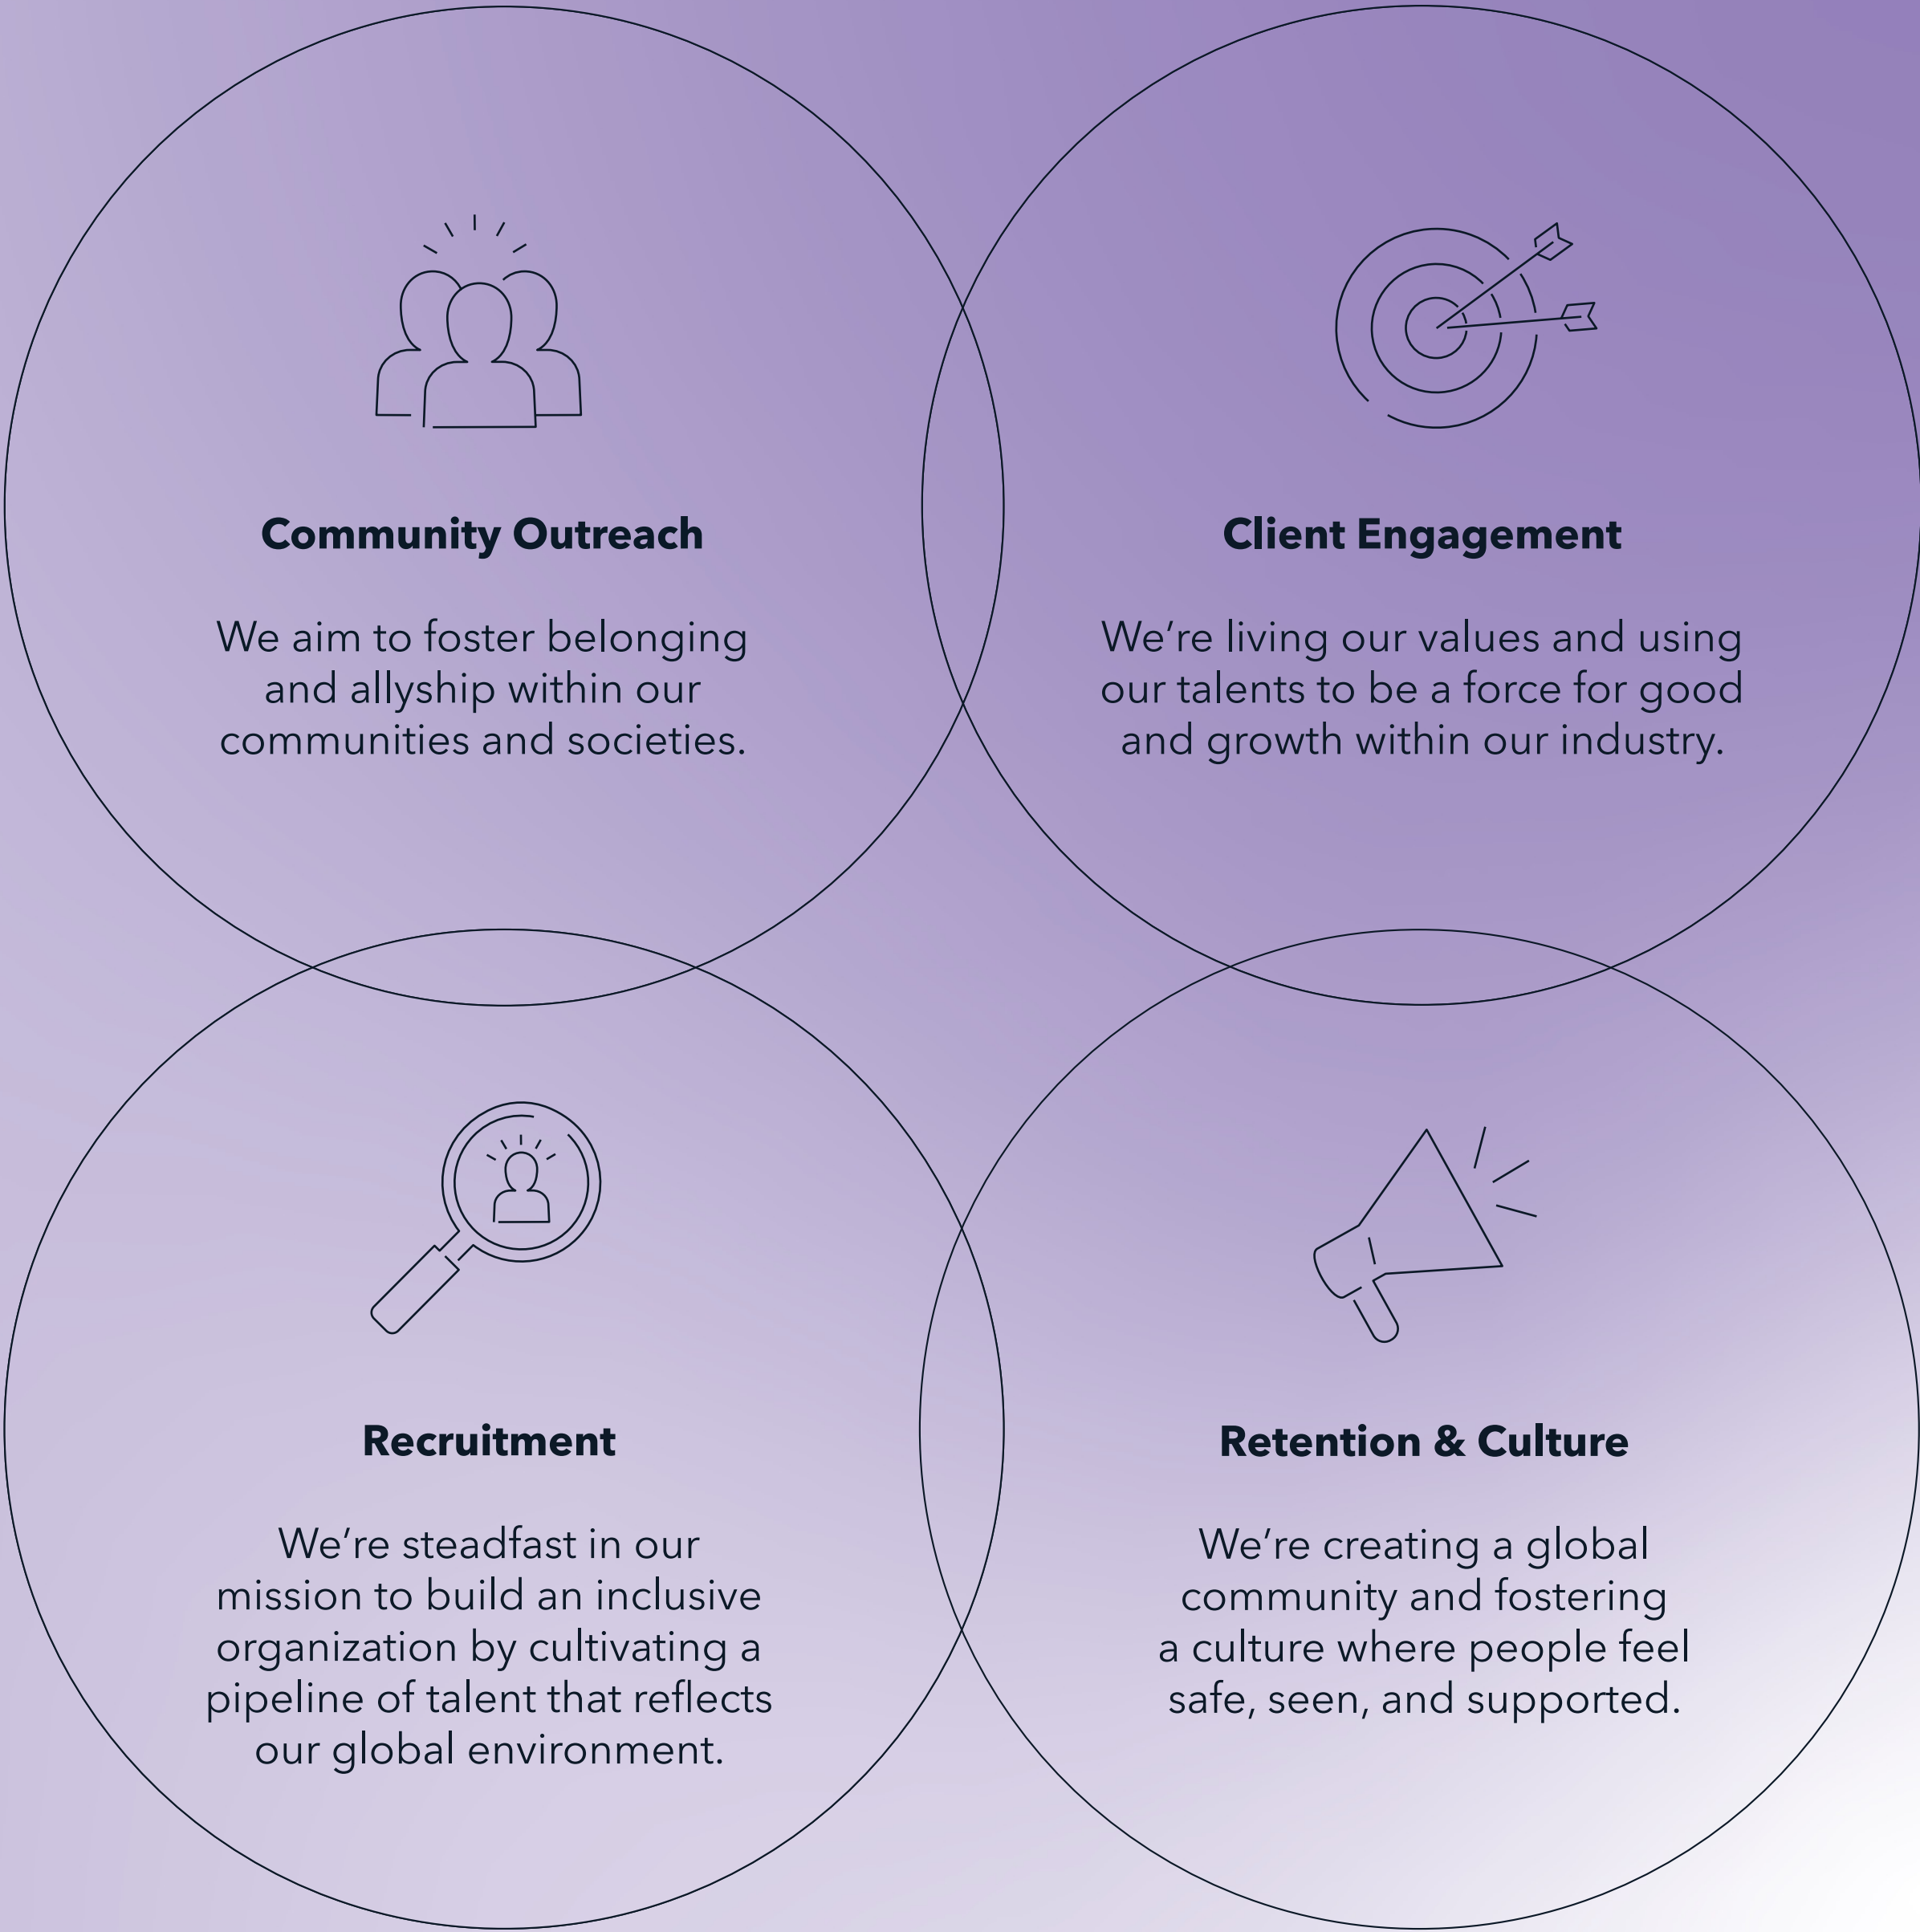 Community Outreach
We aim to foster belonging
and allyship within our
communities and societies.
Client Engagement
We’re living our values and using
our talents to be a force for good
and growth within our industry.
Recruitment
We’re steadfast in our
mission to build an inclusive
organization by cultivating a
pipeline of talent that reflects
our global environment.
Retention & Culture
We’re creating a global
community and fostering
a culture where people feel
safe, seen, and supported.